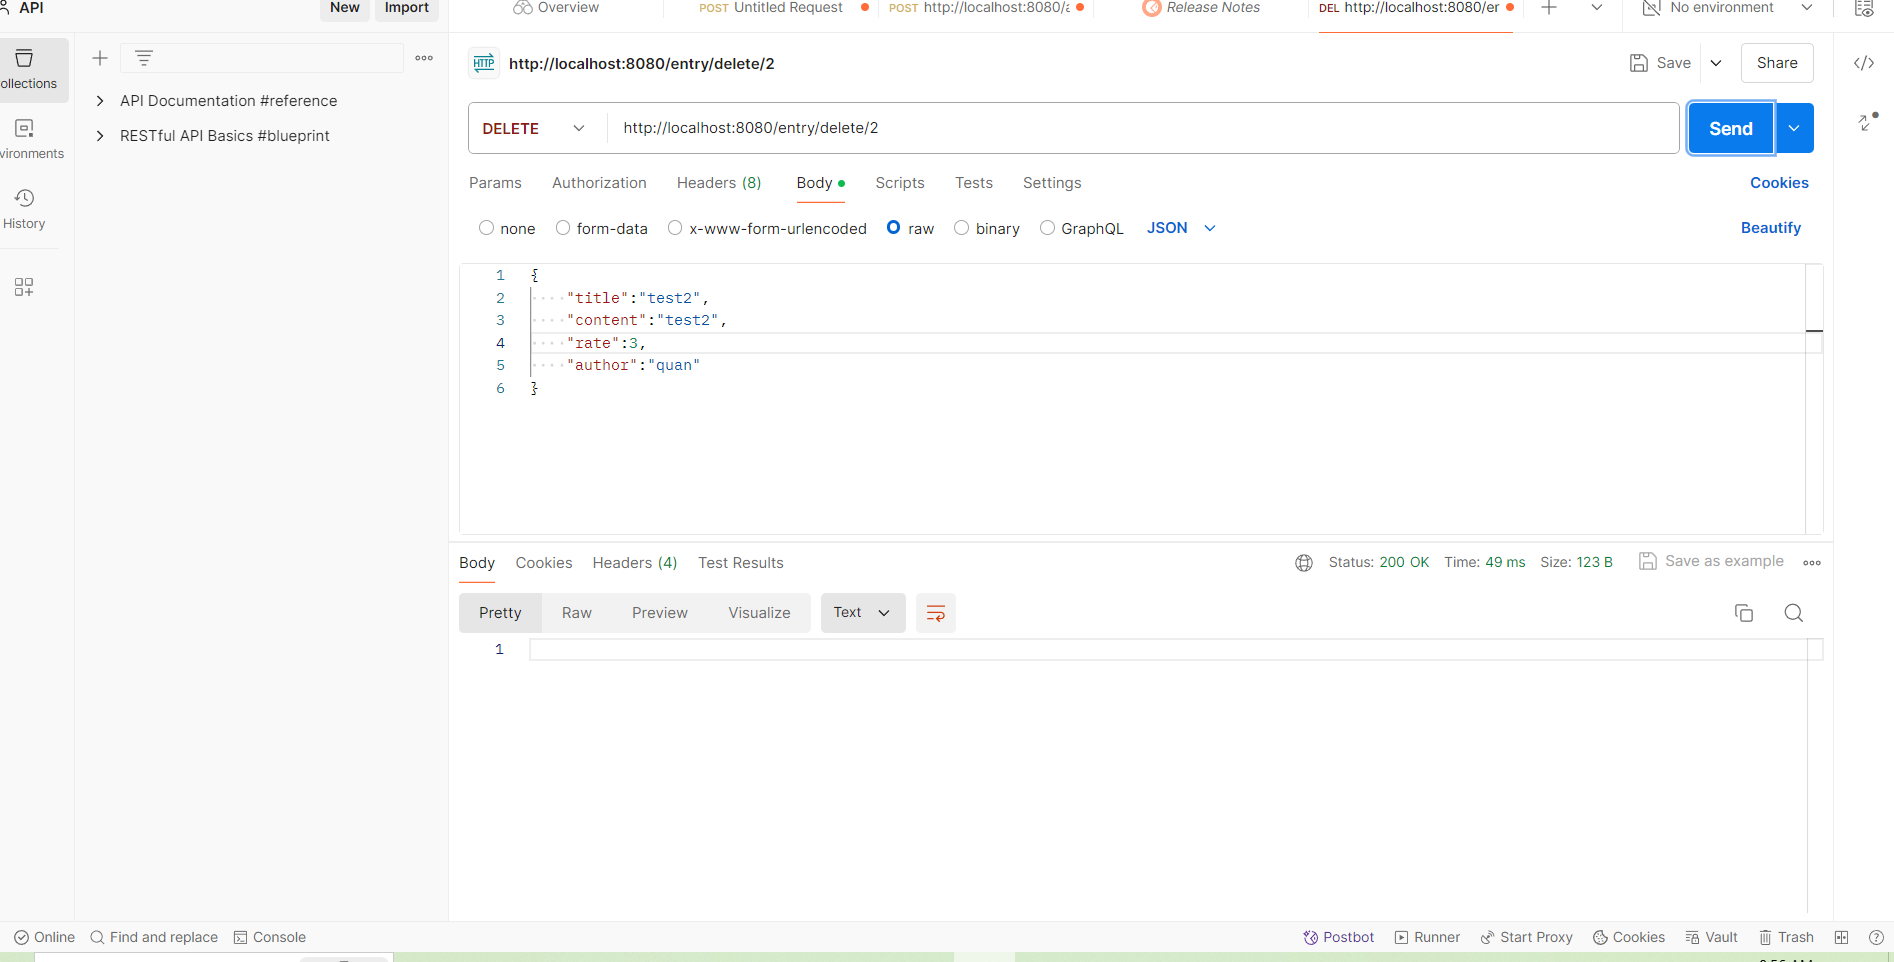 API
New
Import
Overview
POST Untitled Request
POST http://localhost:8080/
Release Notes
DEL http://localhost:8080/er
No environment
ollections
vironments
History
API Documentation #reference
RESTful API Basics #blueprint
HTTP
http://localhost:8080/entry/delete/2
Save
Share
DELETE
http://localhost:8080/entry/delete/2
Send
Params
Authorization
Headers (8)
Body
Scripts
Tests
Settings
Cookies
none
form-data
x-www-form-urlencoded
raw
binary
GraphQL
JSON
Beautify
1 {
2 "title":"test2",
3 "content":"test2",
4 "rate":3,
5 "author":"quan"
6 }
Body
Cookies
Headers (4)
Test Results
Status: 200 OK
Time: 49 ms
Size: 123 B
Save as example
Pretty
Raw
Preview
Visualize
Text
1
Online
Find and replace
Console
Postbot
Runner
Start Proxy
Cookies
Vault
Trash